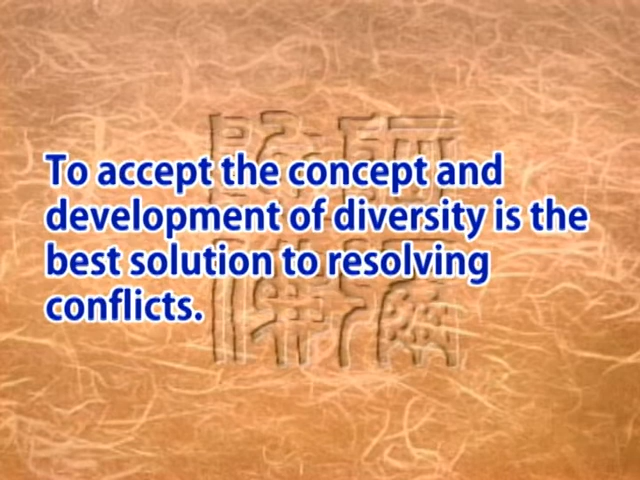 To accept the concept and
development of diversity is the
best solution to resolving
conflicts.